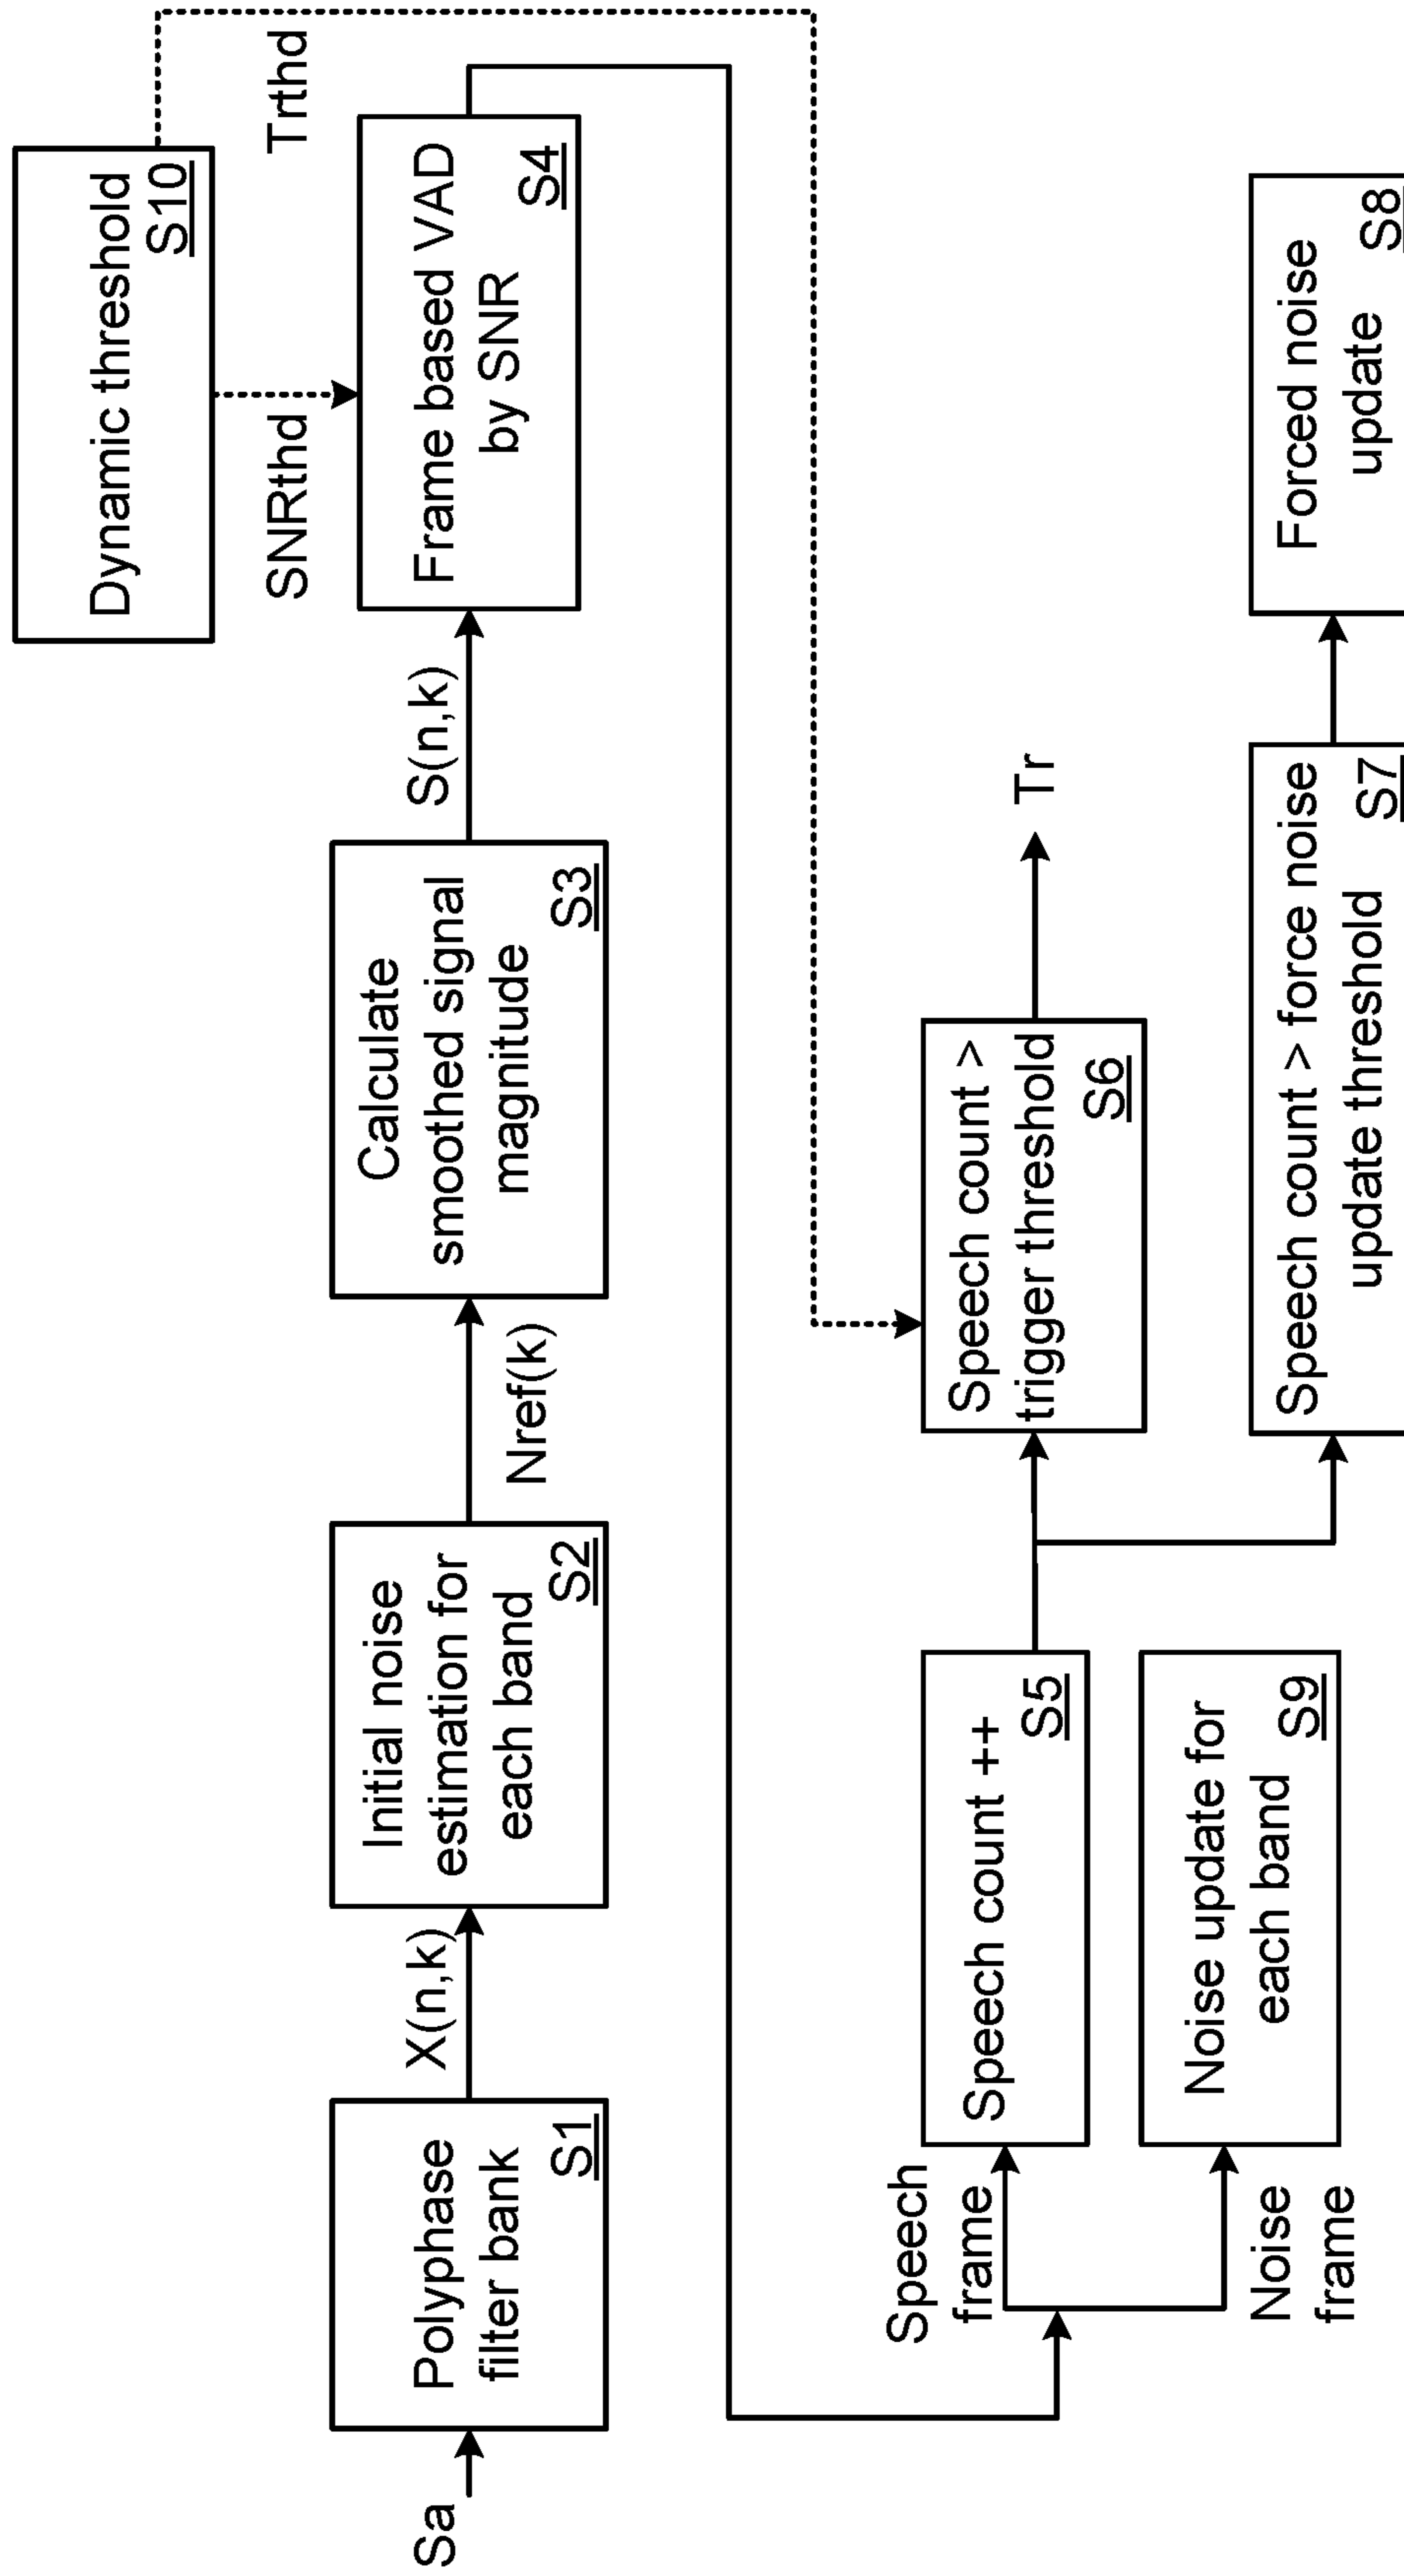 Dynamic threshold
S10
SNRthd
Trthd
Sa
Polyphase
filter bank
S1
X(n,k)
Initial noise
estimation for
each band
S2
Nref(k)
Calculate
smoothed signal
magnitude
S3
S(n,k)
Frame based VAD
by SNR
S4
Speech
frame
Speech count ++
S5
Speech count >
trigger threshold
S6
Tr
Noise
frame
Noise update for
each band
S9
Speech count > force noise
update threshold
S7
Forced noise
update
S8